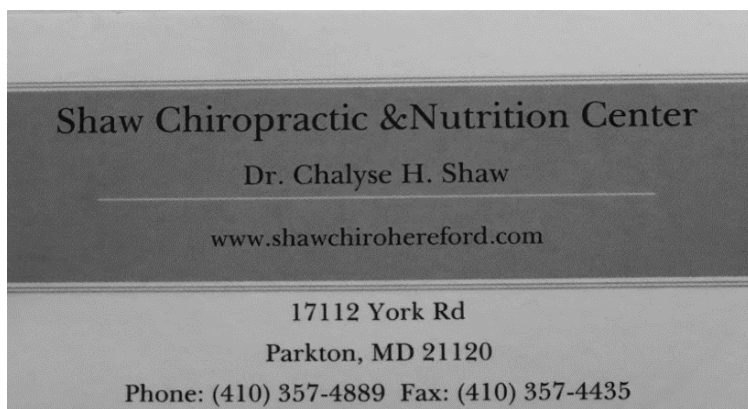 Shaw Chiropractic &Nutrition Center
Dr. Chalyse H. Shaw
www.shawchirohereford.com
17112 York Rd
Parkton, MD 21120
Phone: (410) 357-4889 Fax: (410) 357-4435